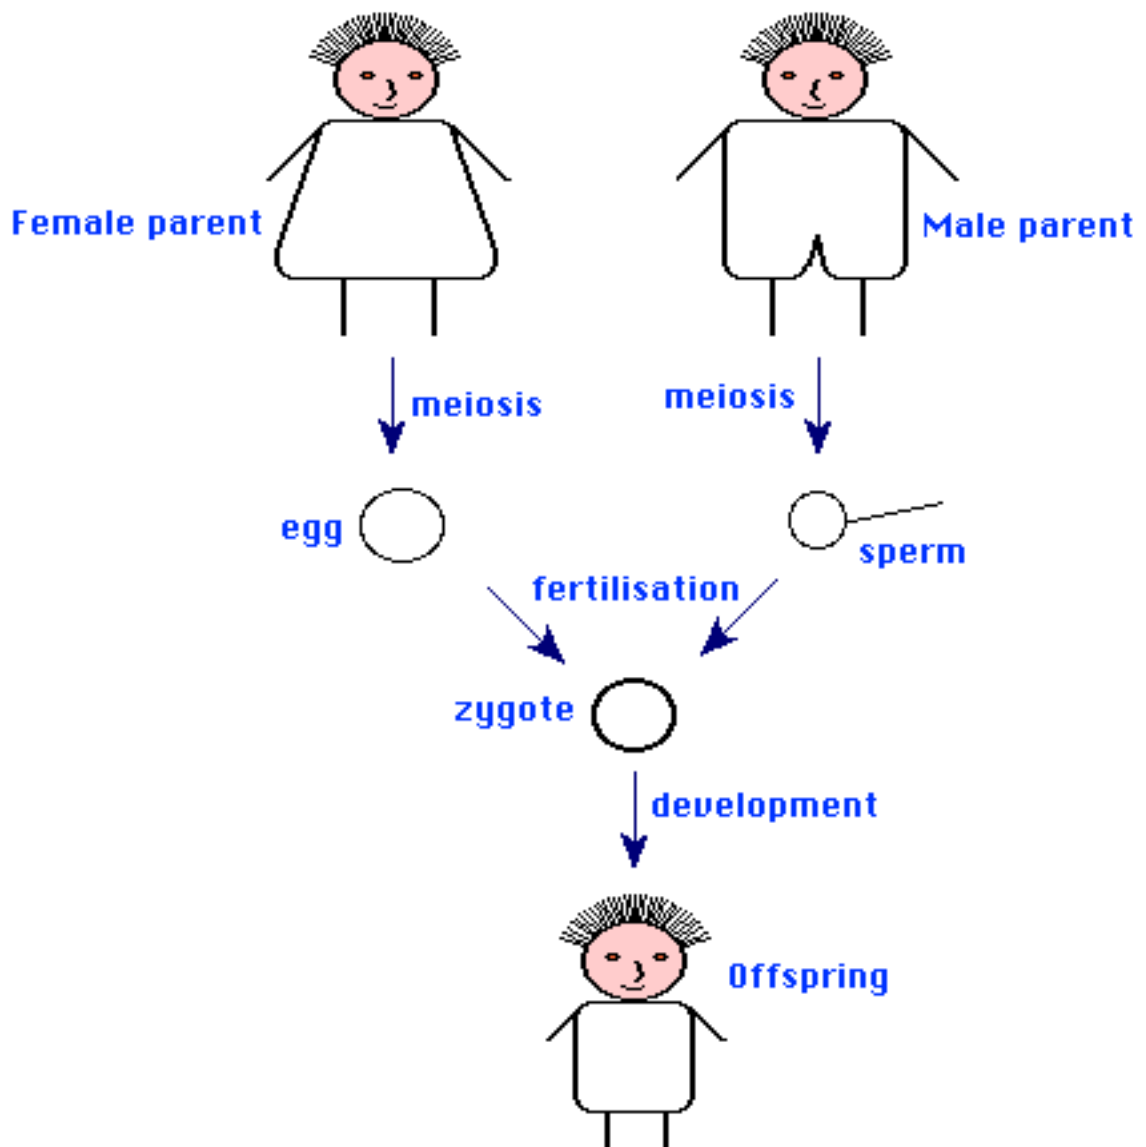 Female parent
Male parent
meiosis
meiosis
egg
sperm
fertilisation
zygote
development
Offspring